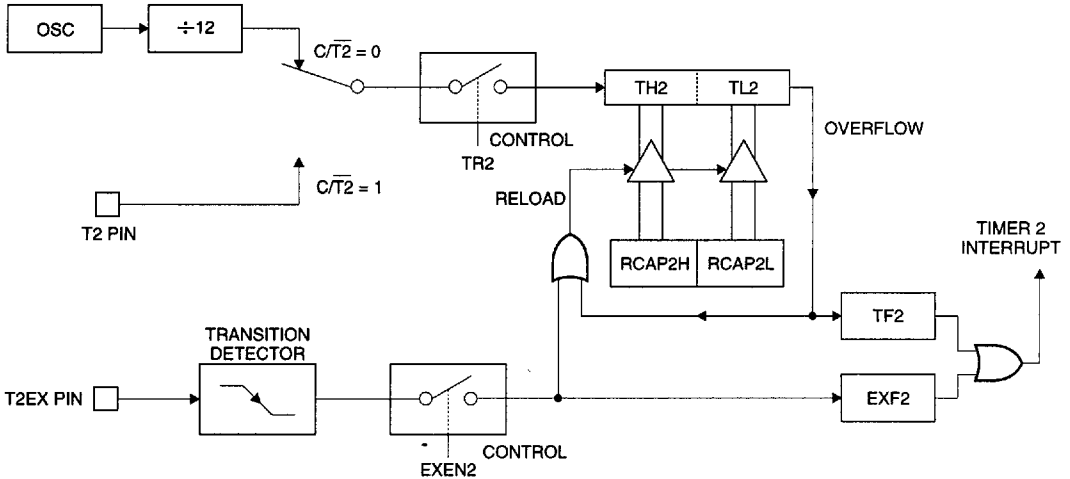 OSC
÷12
C/T2̅ = 0
TH2
TL2
CONTROL
TR2
OVERFLOW
C/T2̅ = 1
RELOAD
T2 PIN
RCAP2H
RCAP2L
TIMER 2
INTERRUPT
TF2
TRANSITION
DETECTOR
T2EX PIN
EXF2
CONTROL
EXEN2